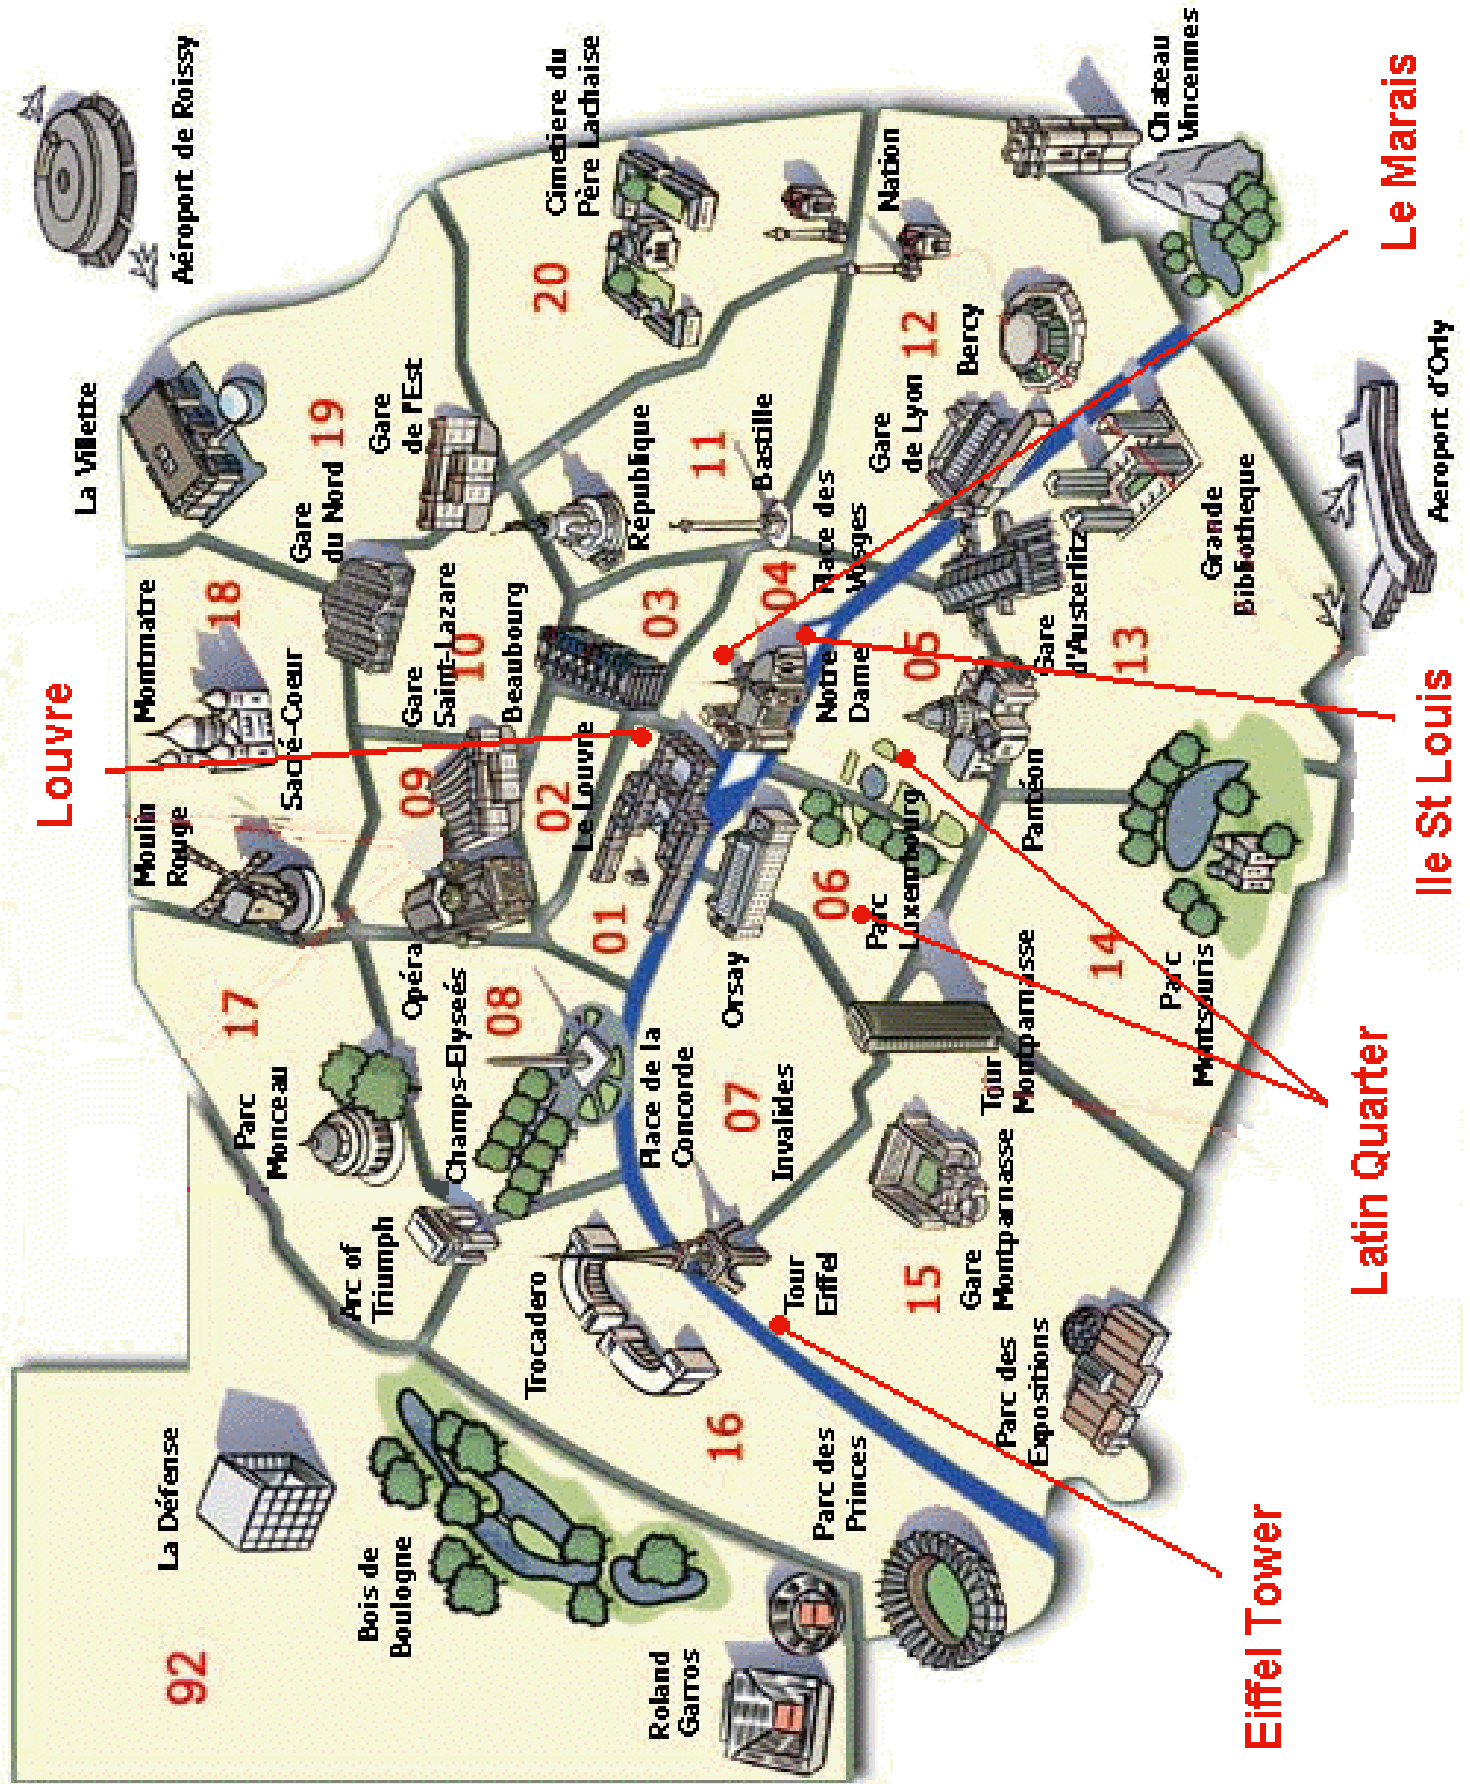 Louvre
La Villette
Aéroport de Roissy
Montmatre
Moulin
Rouge
La Défense
92
17
18
Sacré-Coeur
Parc
Monceau
Gare
du Nord
19
Arc of
Triumph
Bois de
Boulogne
Gare
de l'Est
Opéra
09
Gare
Saint-Lazare
10
Champs-Elyseés
08
Beaubourg
Trocadero
02
20
Cimetiere du
Père Lachaise
Le Louvre
01
République
03
Place de la
Concorde
Roland
Garros
16
07
Orsay
11
Bastille
04
Invalides
Tour
Eiffel
Parc des
Princes
06
Notre
Dame
Place des
Vosges
Parc
Luxembourg
Gare
de Lyon
Nation
05
12
15
Bercy
Gare
Montparnasse
Tour
Montparnasse
Parc des
Expositions
Pantéon
Gare
d'Austerlitz
14
13
Chateau
Vincennes
Parc
Montsouris
Grande
Bibliotheque
Eiffel Tower
Latin Quarter
Ile St Louis
Le Marais
Aeroport d'Orly